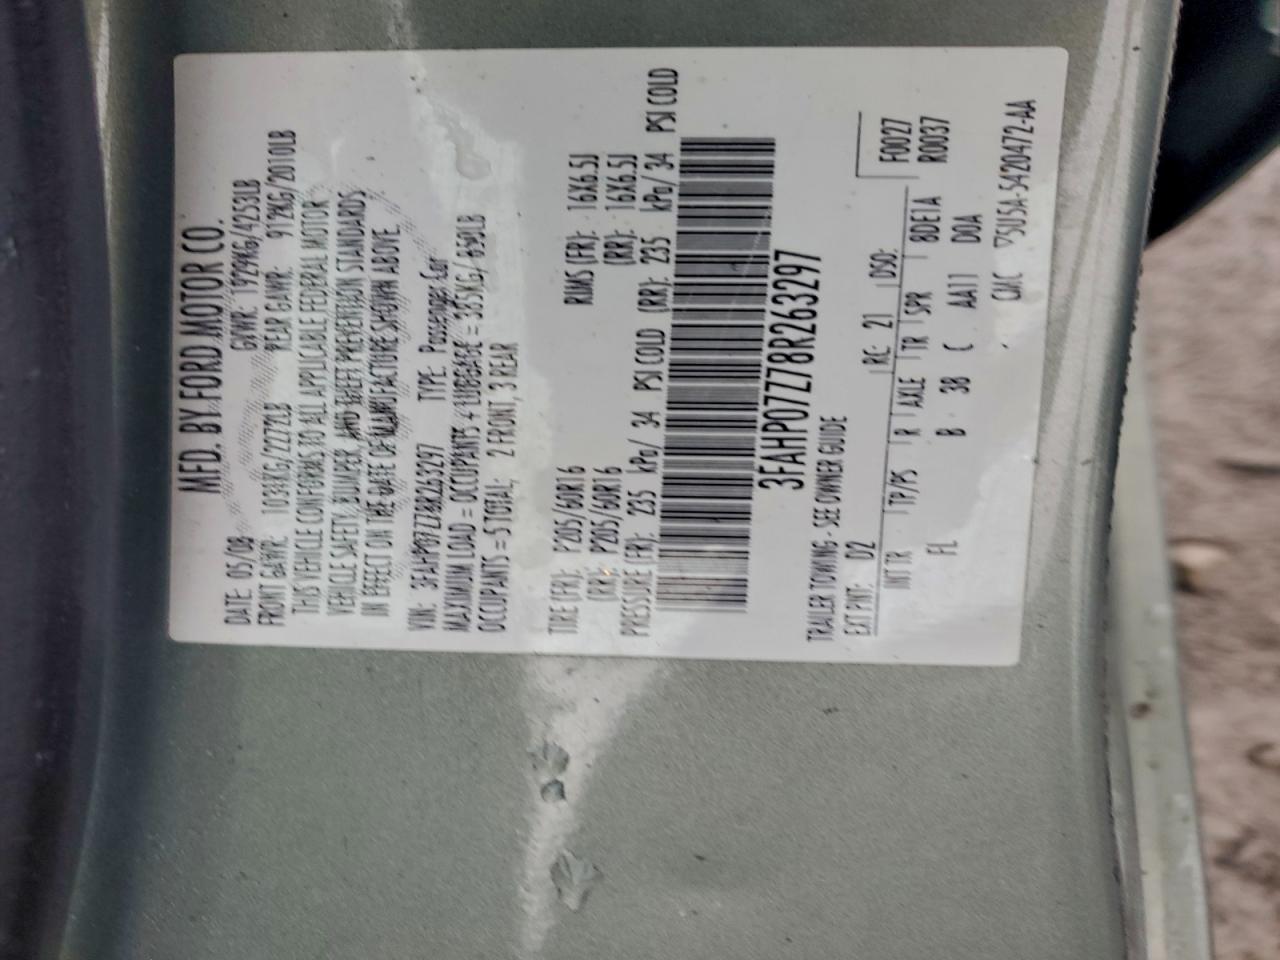 MFD. BY FORD MOTOR CO.
DATE: 05/08 GVWR: 1929KG/4253LB
FRONT GAWR: 1031KG/2272LB REAR GAWR: 912KG/2010LB
THIS VEHICLE CONFORMS TO ALL APPLICABLE FEDERAL MOTOR
VEHICLE SAFETY, BUMPER, AND THEFT PREVENTION STANDARDS
IN EFFECT ON THE DATE OF MANUFACTURE SHOWN ABOVE.
VIN: 3FAHP07Z78R263297 TYPE: Passenger Car
MAXIMUM LOAD = OCCUPANTS + LUGGAGE = 385KG/ 850LB
OCCUPANTS = 5 TOTAL; 2 FRONT, 3 REAR
TIRE (FR): P205/60R16 RIMS (FR): 16X6.5J
(RR): P205/60R16 (RR): 16X6.5J
PRESSURE (FR): 235 kPa/ 34 PSI COLD (RR): 235 kPa/ 34 PSI COLD
3FAHP07Z78R263297
TRAILER TOWING - SEE OWNER GUIDE
EXT PNT: D2 RC: 21 DSO: F0027
R0037
INT TR TP/PS R AXLE TR SPR 8DETA
FL B 38 C AA11 D0A
CMC ▽5U5A-5420472-AA